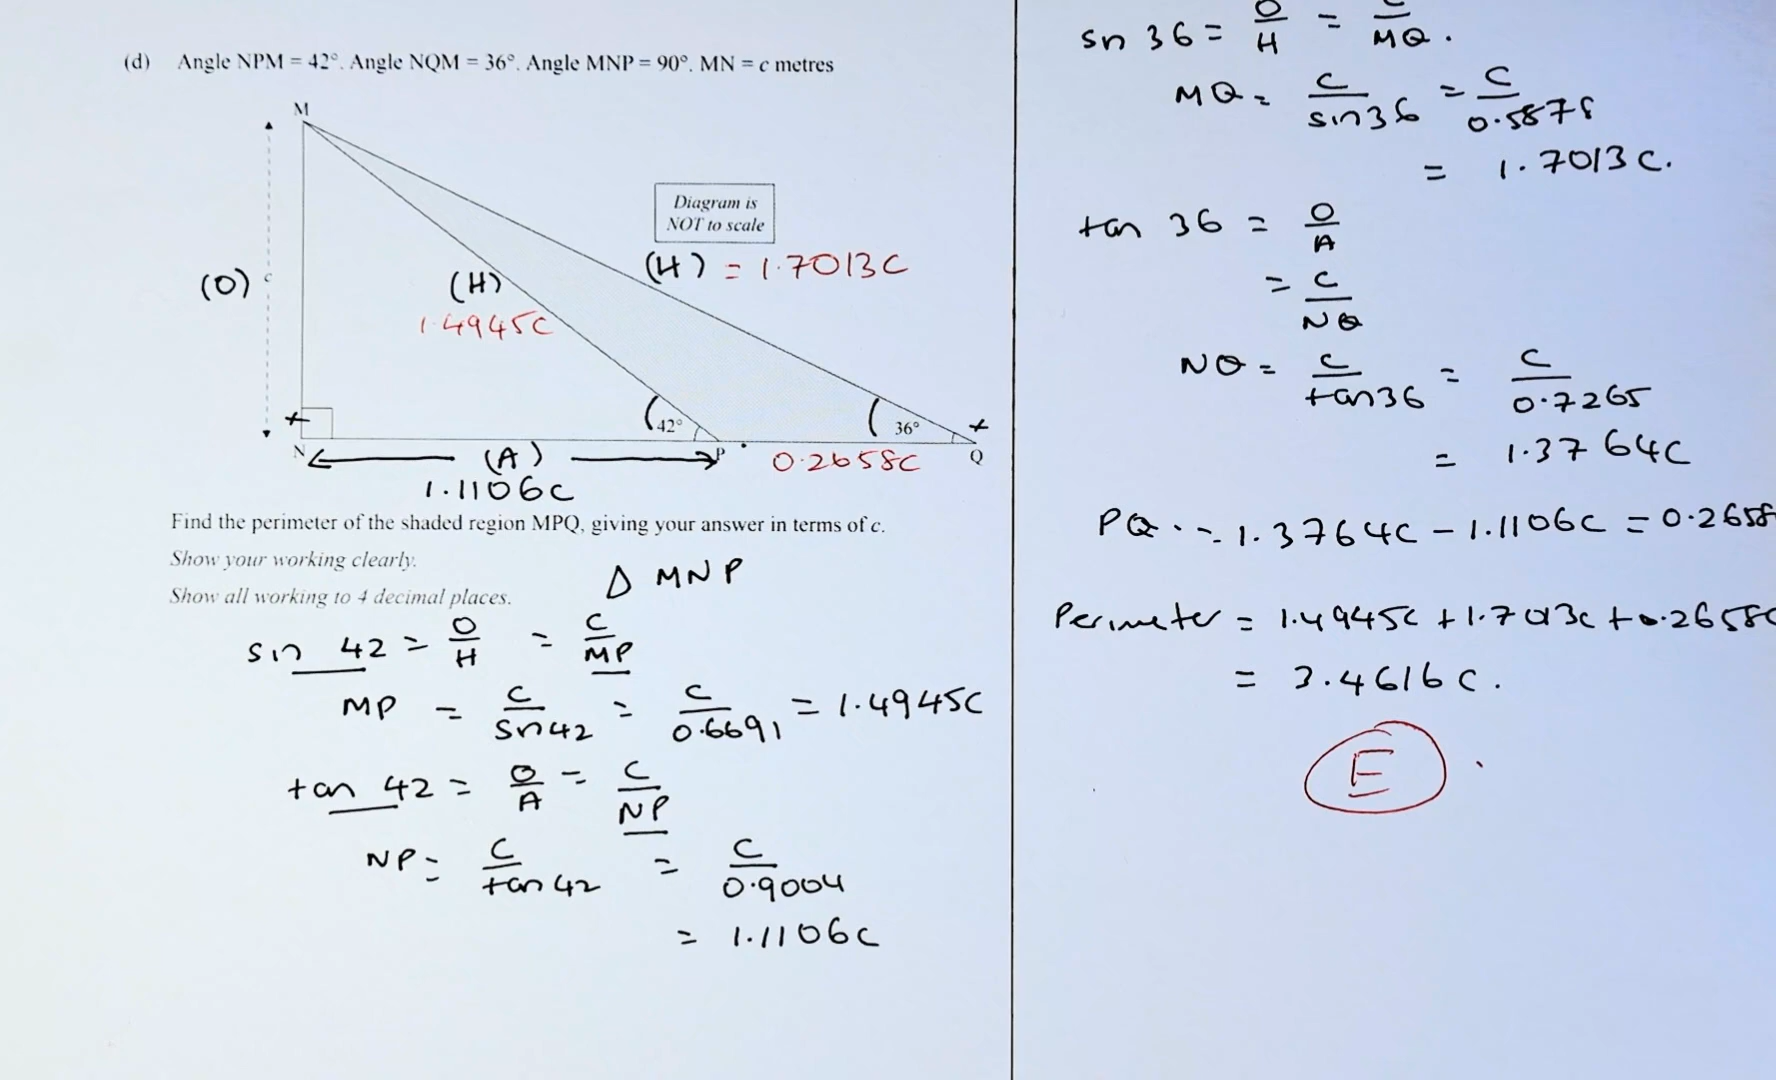 (d) Angle NPM = 42°. Angle NQM = 36°. Angle MNP = 90°. MN = c metres
M
Diagram is
NOT to scale
(H) = 1.7013c
(O) c (H)
1.4945c
42° 36°
N (A) P 0.2658c Q
1.1106c
Find the perimeter of the shaded region MPQ, giving your answer in terms of c.
Show your working clearly.
Show all working to 4 decimal places.
Δ MNP
sin 42 = O/H = c/MP
MP = c/sin42 = c/0.6691 = 1.4945c
tan 42 = O/A = c/NP
NP = c/tan 42 = c/0.9004
= 1.1106c
sin 36 = O/H = c/MQ.
MQ = c/sin36 = c/0.5878
= 1.7013c.
tan 36 = O/A
= c/NQ
NQ = c/tan36 = c/0.7265
= 1.3764c
PQ = 1.3764c - 1.1106c = 0.2658
Perimeter = 1.4945c + 1.7013c + 0.2658c
= 3.4616c.
E